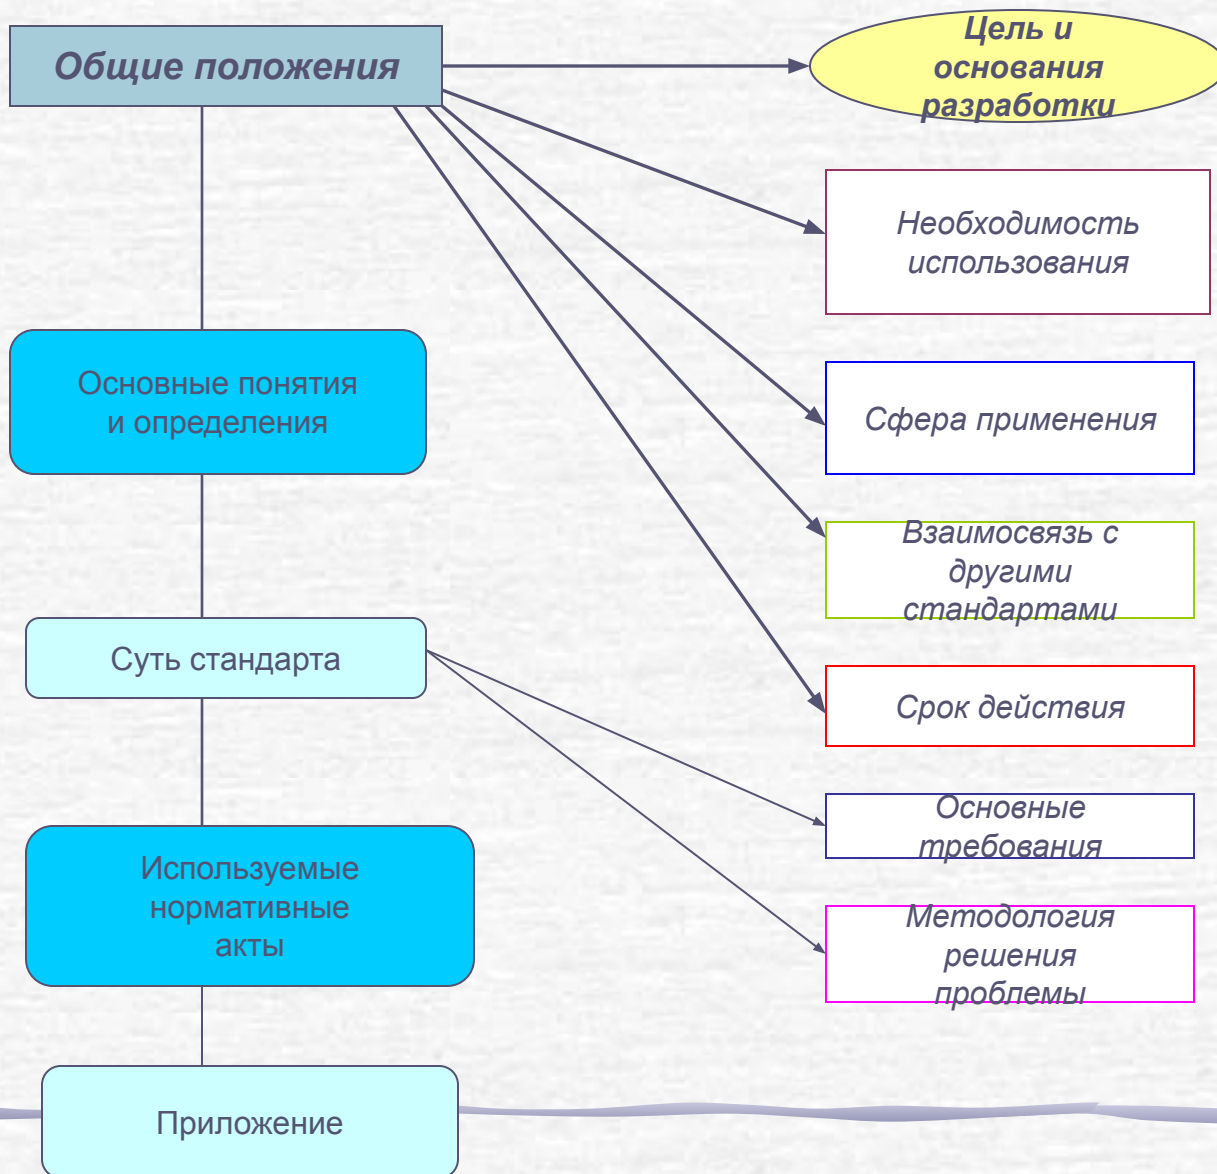 Общие положения
Цель и
основания
разработки
Необходимость
использования
Основные понятия
и определения
Сфера применения
Взаимосвязь с
другими
стандартами
Суть стандарта
Срок действия
Основные
требования
Используемые
нормативные
акты
Методология
решения
проблемы
Приложение